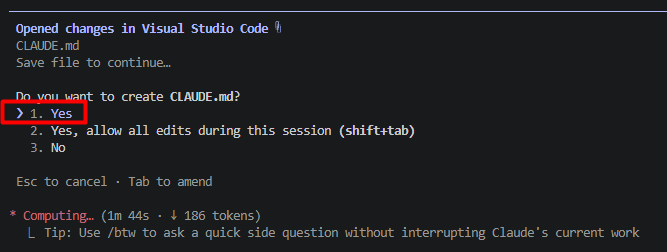 Opened changes in Visual Studio Code
CLAUDE.md
Save file to continue…
Do you want to create CLAUDE.md?
❯ 1. Yes
2. Yes, allow all edits during this session (shift+tab)
3. No
Esc to cancel · Tab to amend
* Computing… (1m 44s · ↓ 186 tokens)
⎿ Tip: Use /btw to ask a quick side question without interrupting Claude's current work